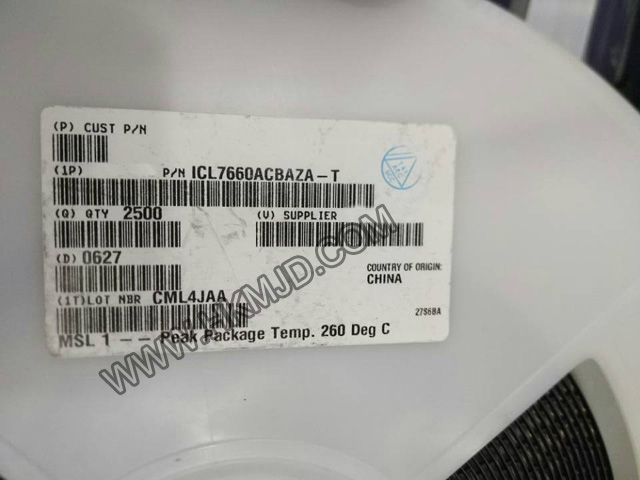 (P) CUST P/N
(1P) P/N ICL7660ACBAZA-T
(Q) QTY 2500 (V) SUPPLIER
(D) 0627
COUNTRY OF ORIGIN:
CHINA
(1T)LOT NBR CML4JAA
27S6BA
MSL 1 -- Peak Package Temp. 260 Deg C
WWW.HKMJD.COM